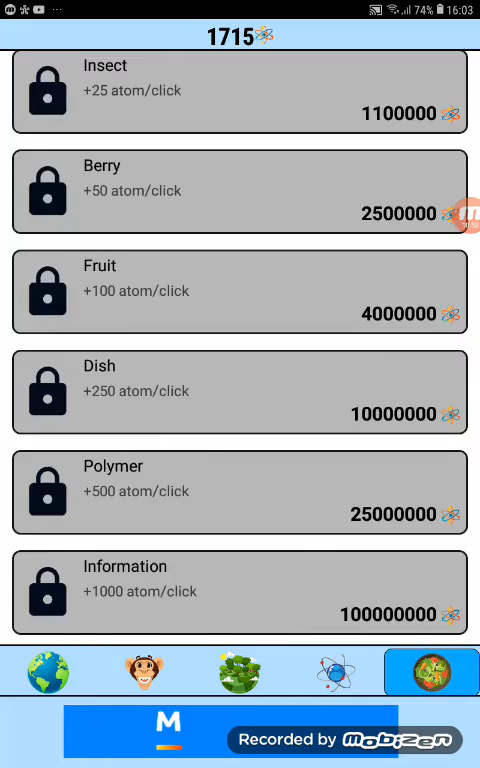 74% 16:03
1715
Insect
+25 atom/click
1100000
Berry
+50 atom/click
2500000
Fruit
+100 atom/click
4000000
Dish
+250 atom/click
10000000
Polymer
+500 atom/click
25000000
Information
+1000 atom/click
100000000
M
Recorded by Mobizen